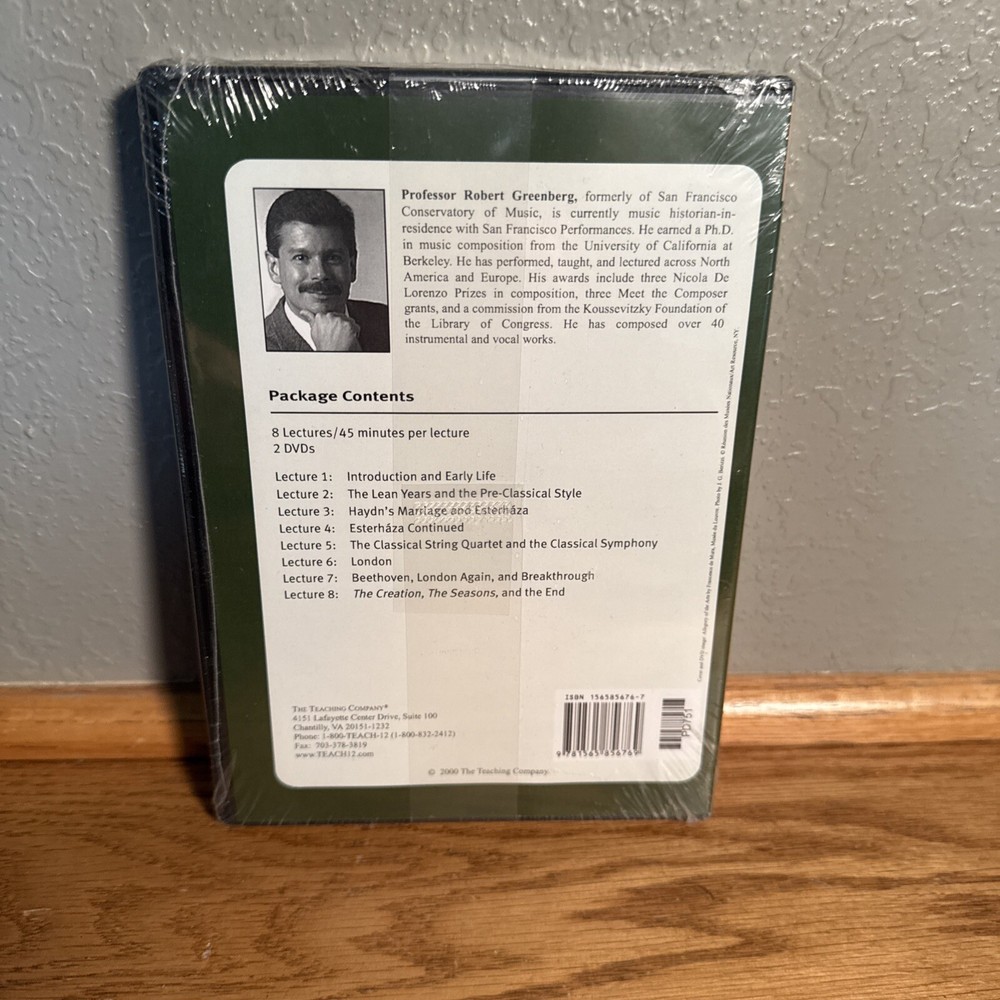 Professor Robert Greenberg, formerly of San Francisco
Conservatory of Music, is currently music historian-in-
residence with San Francisco Performances. He earned a Ph.D.
in music composition from the University of California at
Berkeley. He has performed, taught, and lectured across North
America and Europe. His awards include three Nicola De
Lorenzo Prizes in composition, three Meet the Composer
grants, and a commission from the Koussevitzky Foundation of
the Library of Congress. He has composed over 40
instrumental and vocal works.
Package Contents
8 Lectures/45 minutes per lecture
2 DVDs
Lecture 1: Introduction and Early Life
Lecture 2: The Lean Years and the Pre-Classical Style
Lecture 3: Haydn's Marriage and Esterháza
Lecture 4: Esterháza Continued
Lecture 5: The Classical String Quartet and the Classical Symphony
Lecture 6: London
Lecture 7: Beethoven, London Again, and Breakthrough
Lecture 8: The Creation, The Seasons, and the End
THE TEACHING COMPANY®
4151 Lafayette Center Drive, Suite 100
Chantilly, VA 20151-1232
Phone: 1-800-TEACH-12 (1-800-832-2412)
Fax: 703-378-3819
www.TEACH12.com
© 2000 The Teaching Company.
ISBN 156585676-7
9 781565 856769
PD751